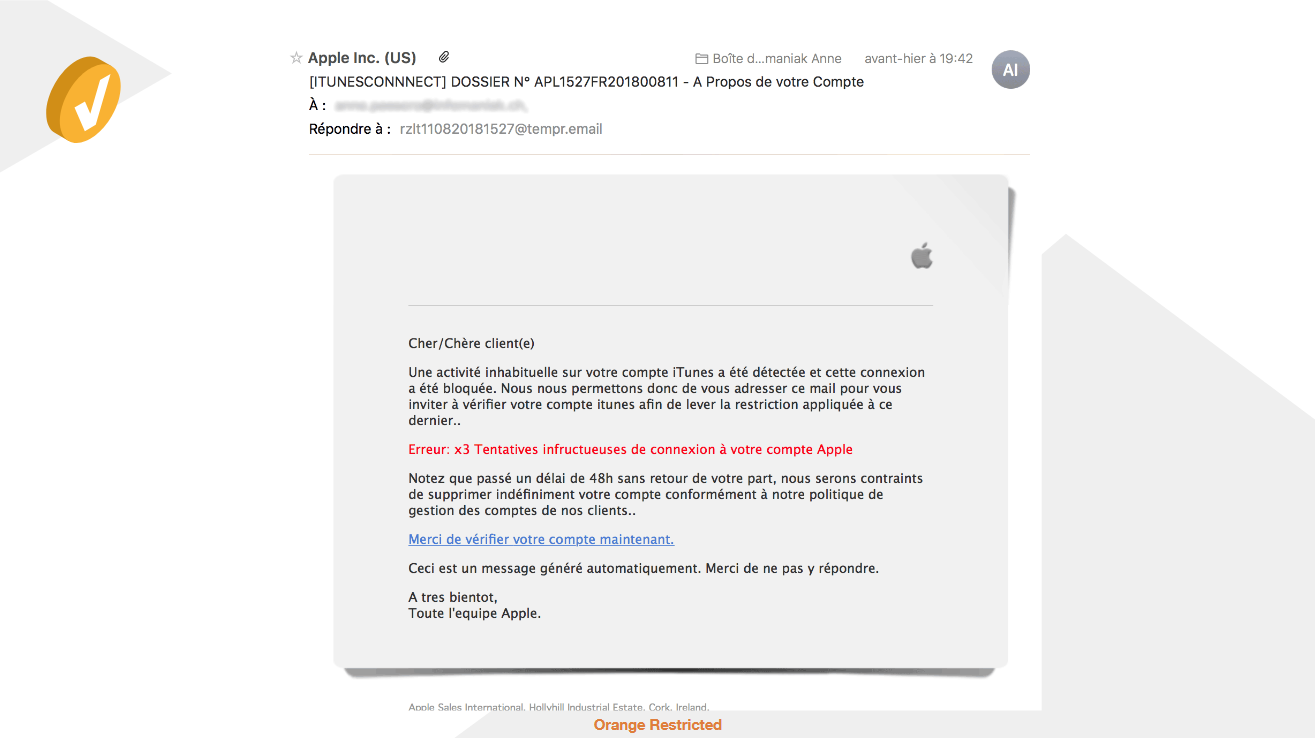 Apple Inc. (US)
Boîte d...maniak Anne
avant-hier à 19:42
AI
[ITUNESCONNNECT] DOSSIER N° APL1527FR201800811 - A Propos de votre Compte
À :
Répondre à : rzlt110820181527@tempr.email
Cher/Chère client(e)
Une activité inhabituelle sur votre compte iTunes a été détectée et cette connexion
a été bloquée. Nous nous permettons donc de vous adresser ce mail pour vous
inviter à vérifier votre compte itunes afin de lever la restriction appliquée à ce
dernier..
Erreur: x3 Tentatives infructueuses de connexion à votre compte Apple
Notez que passé un délai de 48h sans retour de votre part, nous serons contraints
de supprimer indéfiniment votre compte conformément à notre politique de
gestion des comptes de nos clients..
Merci de vérifier votre compte maintenant.
Ceci est un message généré automatiquement. Merci de ne pas y répondre.
A tres bientot,
Toute l'equipe Apple.
Apple Sales International, Hollyhill Industrial Estate, Cork, Ireland.
Orange Restricted